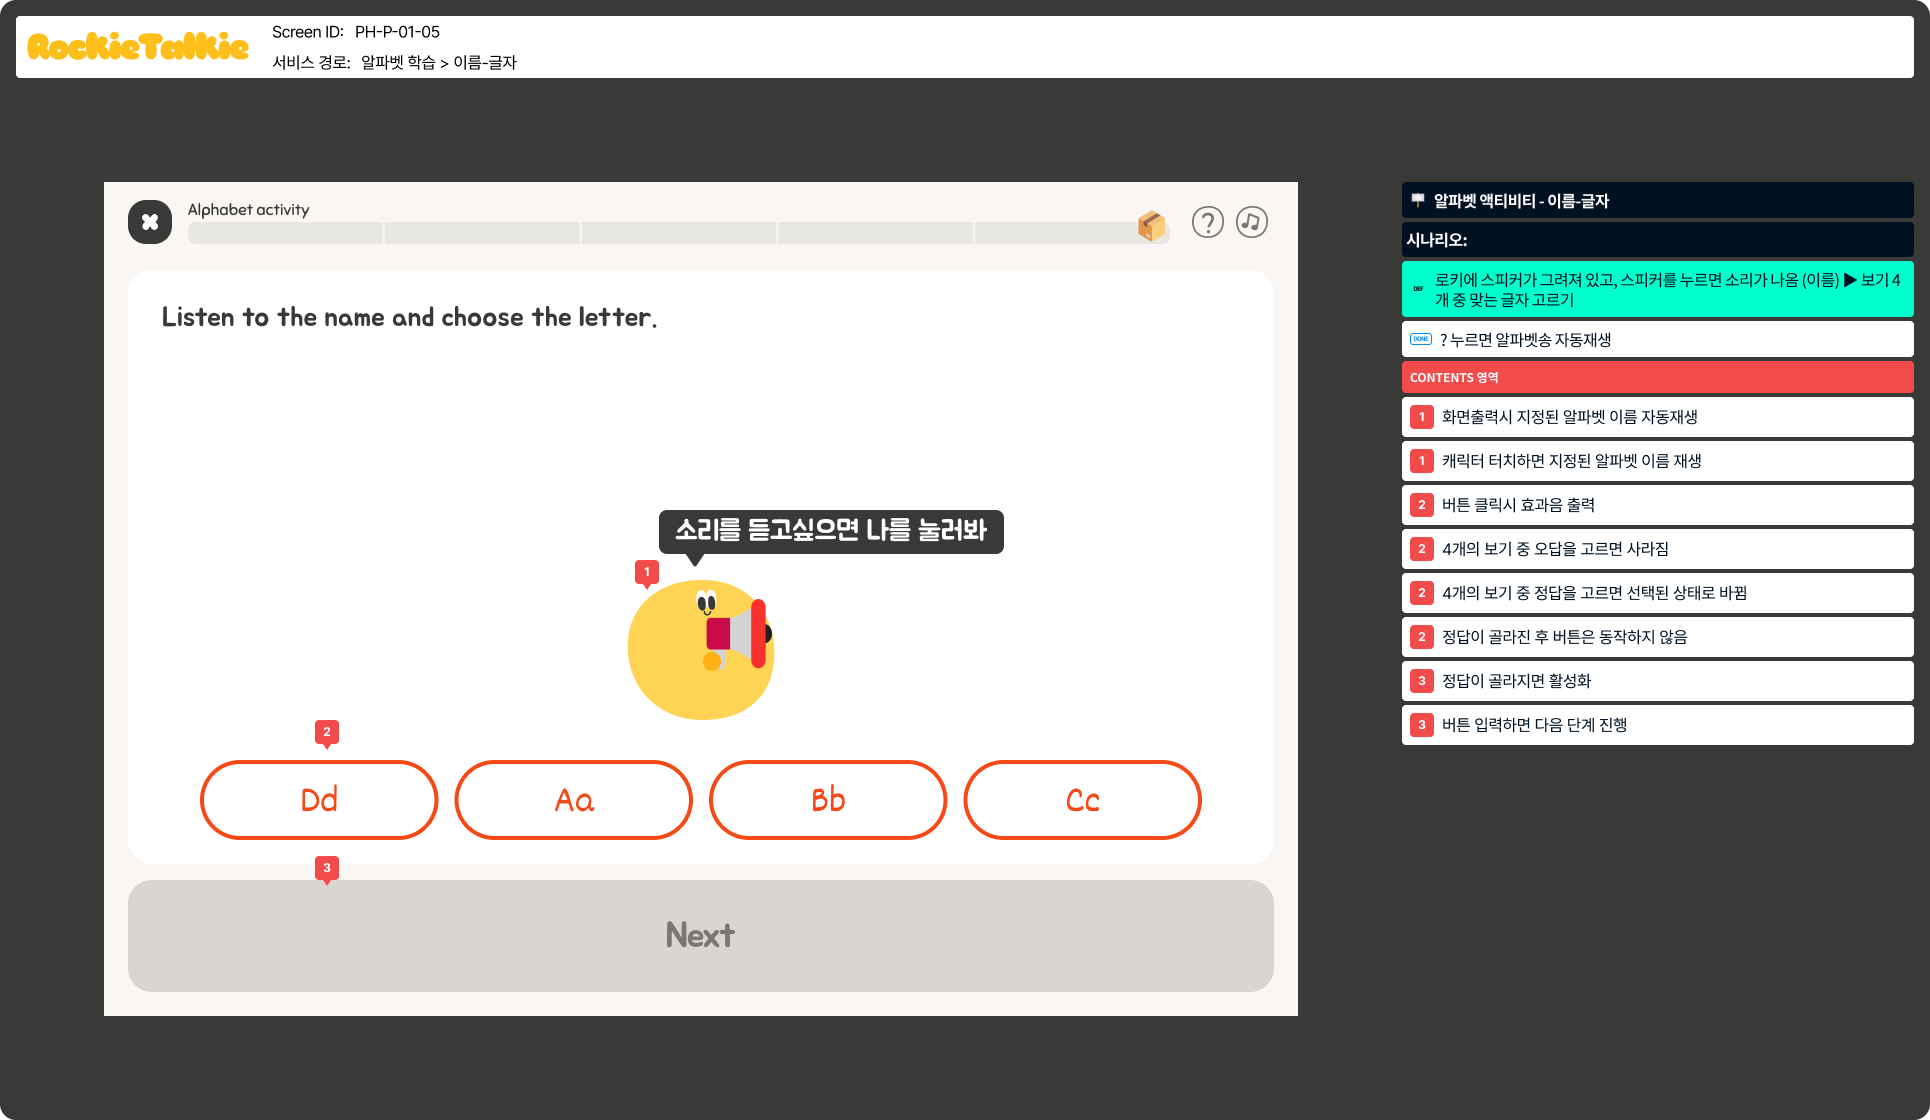 RockieTalkie
Screen ID: PH-P-01-05
서비스 경로: 알파벳 학습 > 이름-글자
Alphabet activity
?
Listen to the name and choose the letter.
소리를 듣고싶으면 나를 눌러봐
1
2
Dd
Aa
Bb
Cc
3
Next
알파벳 액티비티 - 이름-글자
시나리오:
DEF 로키에 스피커가 그려져 있고, 스피커를 누르면 소리가 나옴 (이름) ▶ 보기 4
개 중 맞는 글자 고르기
DONE ? 누르면 알파벳송 자동재생
CONTENTS 영역
1 화면출력시 지정된 알파벳 이름 자동재생
1 캐릭터 터치하면 지정된 알파벳 이름 재생
2 버튼 클릭시 효과음 출력
2 4개의 보기 중 오답을 고르면 사라짐
2 4개의 보기 중 정답을 고르면 선택된 상태로 바뀜
2 정답이 골라진 후 버튼은 동작하지 않음
3 정답이 골라지면 활성화
3 버튼 입력하면 다음 단계 진행